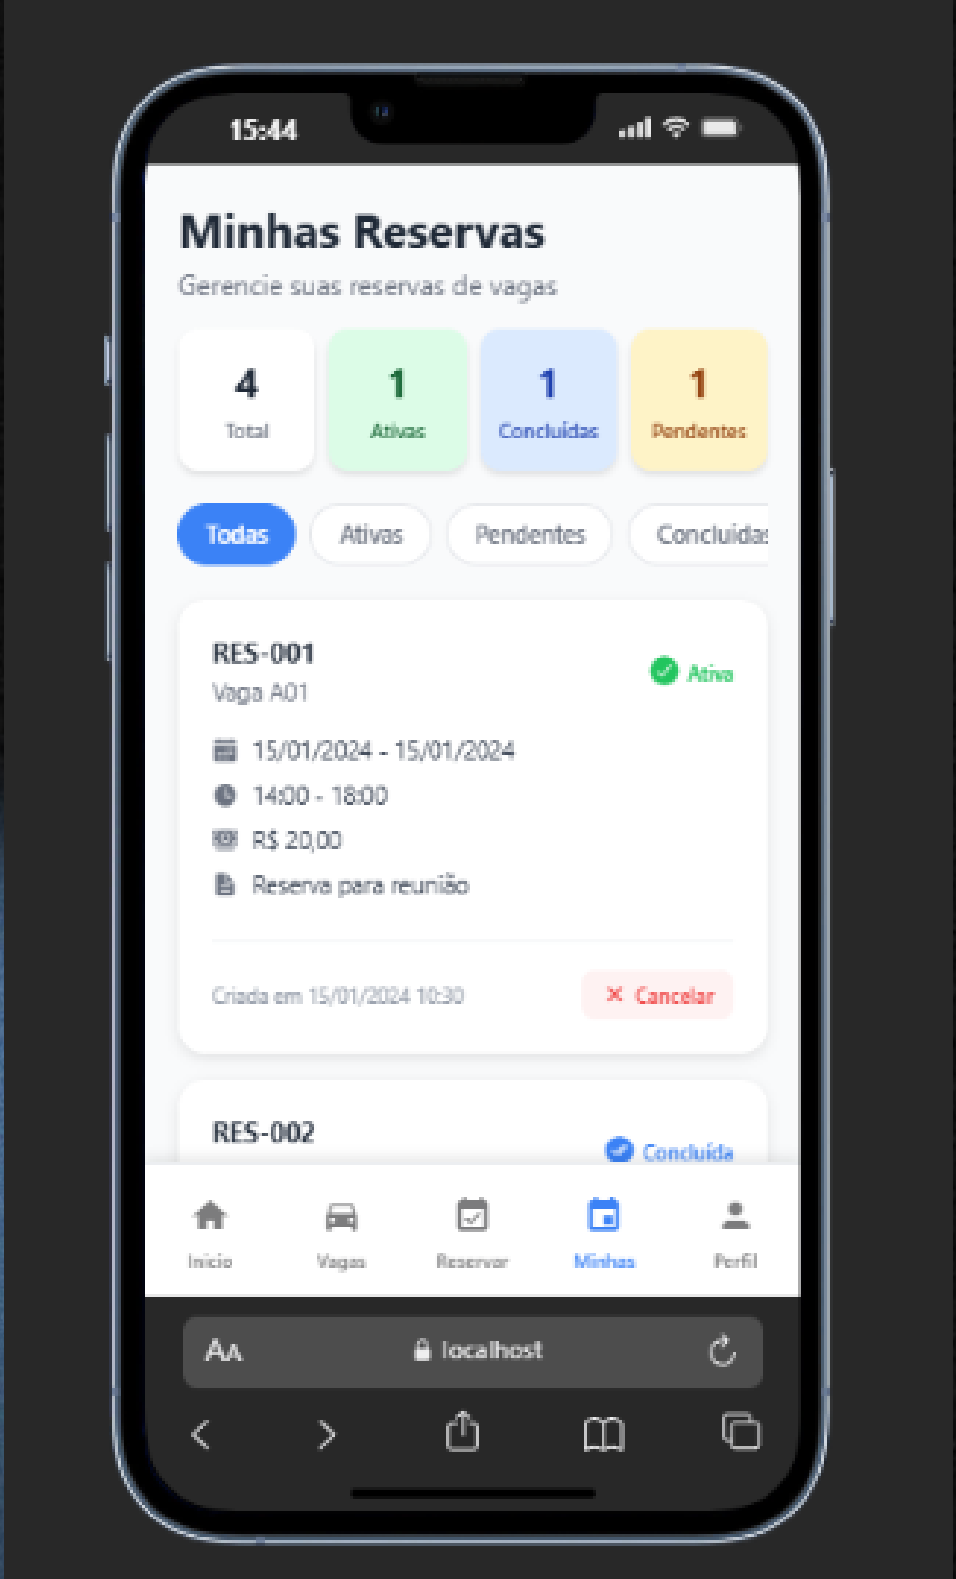 15:44
Minhas Reservas
Gerencie suas reservas de vagas
4
Total
1
Ativas
1
Concluídas
1
Pendentes
Todas
Ativas
Pendentes
Concluídas
RES-001
Vaga A01
Ativa
15/01/2024 - 15/01/2024
14:00 - 18:00
R$ 20,00
Reserva para reunião
Criada em 15/01/2024 10:30
Cancelar
RES-002
Concluída
Início
Vagas
Reservar
Minhas
Perfil
AA
localhost